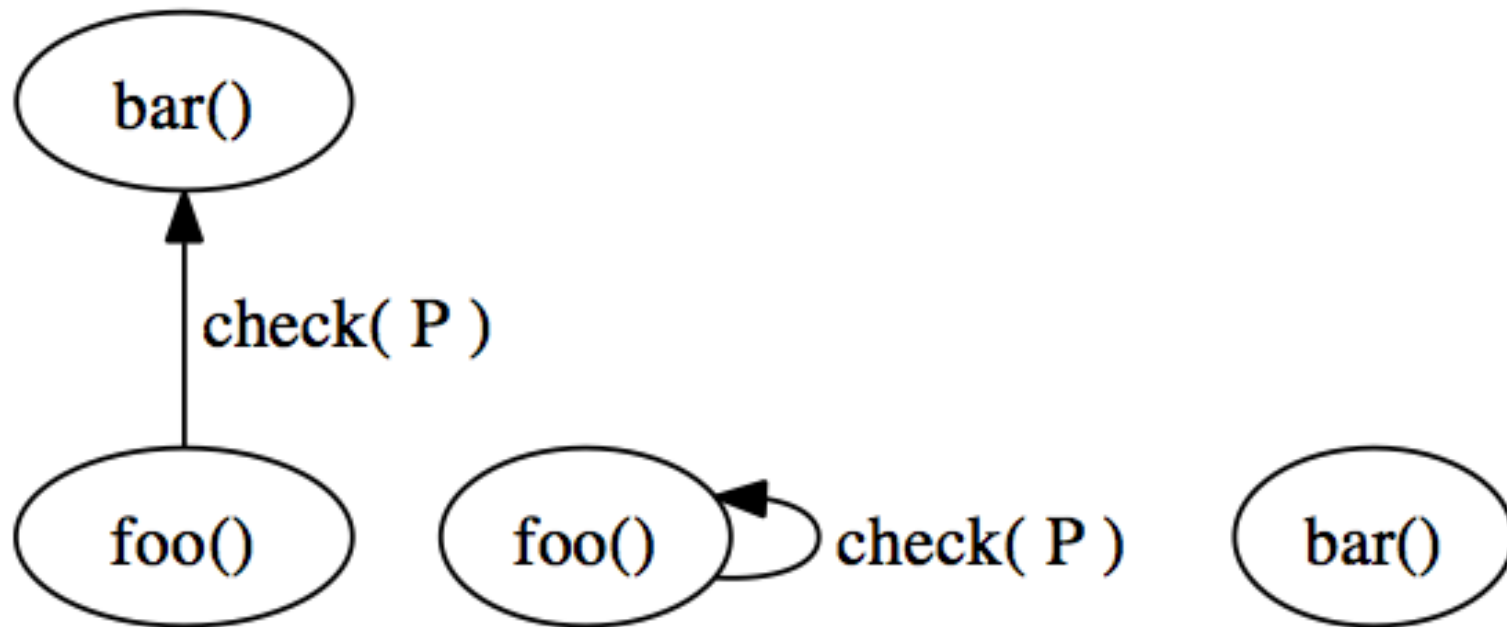 bar()
check( P )
foo()
foo()
check( P )
bar()